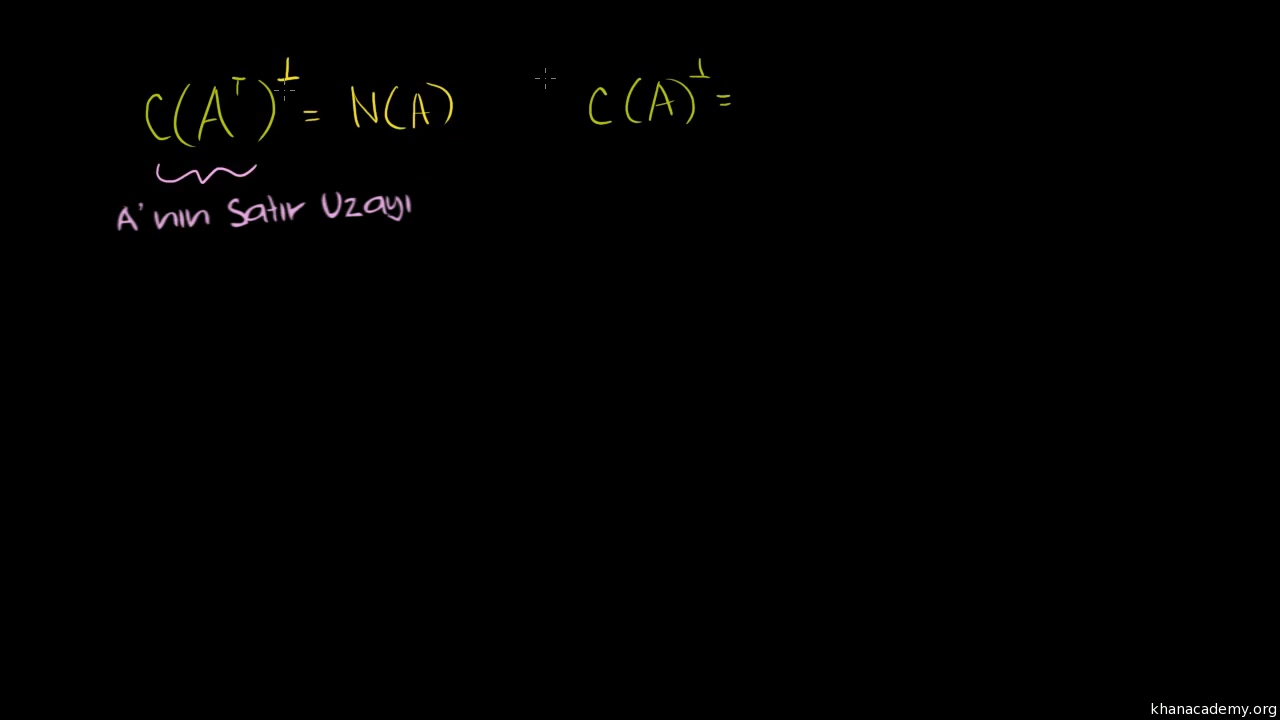 C(Aᵀ)^⊥ = N(A) C(A)^⊥ =
A'nın Satır Uzayı
khanacademy.org